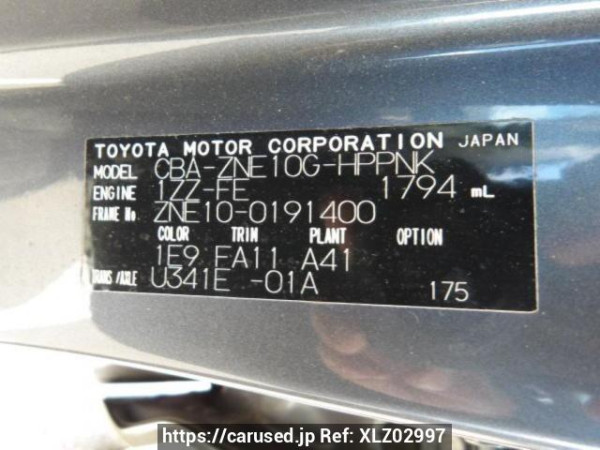 TOYOTA MOTOR CORPORATION JAPAN
MODEL CBA-ZNE10G-HPPNK
ENGINE 1ZZ-FE 1794 mL
FRAME No ZNE10-0191400
COLOR TRIM PLANT OPTION
1E9 FA11 A41
TRANS/AXLE U341E -01A 175
https://carused.jp Ref: XLZ02997